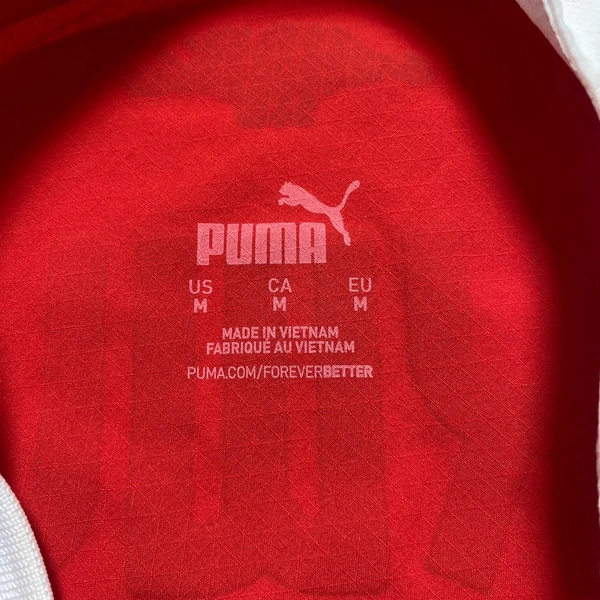 PUMA
US CA EU
M M M
MADE IN VIETNAM
FABRIQUÉ AU VIETNAM
PUMA.COM/FOREVERBETTER